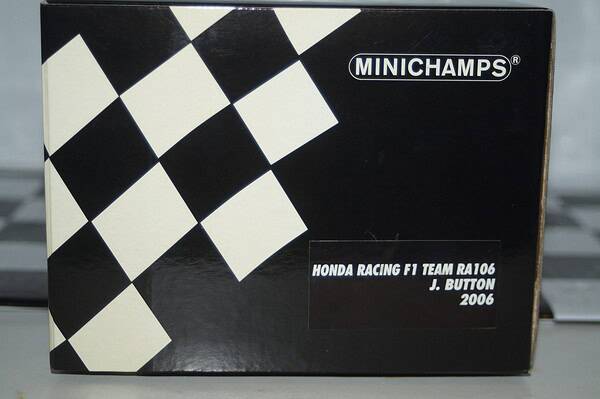 MINICHAMPS®
HONDA RACING F1 TEAM RA106
J. BUTTON
2006